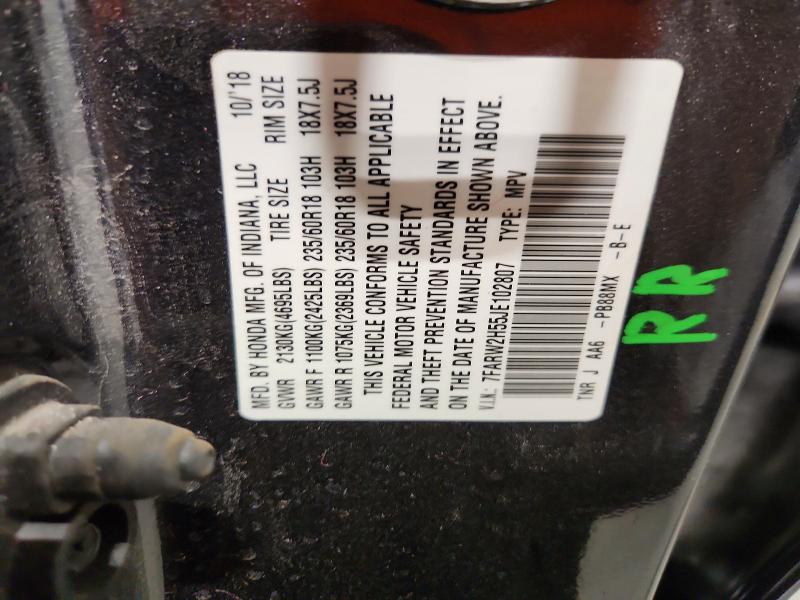 MFD. BY HONDA MFG. OF INDIANA, LLC 10/'18
GVWR 2130KG(4695LBS) TIRE SIZE RIM SIZE
GAWR F 1100KG(2425LBS) 235/60R18 103H 18X7.5J
GAWR R 1075KG(2369LBS) 235/60R18 103H 18X7.5J
THIS VEHICLE CONFORMS TO ALL APPLICABLE
FEDERAL MOTOR VEHICLE SAFETY
AND THEFT PREVENTION STANDARDS IN EFFECT
ON THE DATE OF MANUFACTURE SHOWN ABOVE.
V.I.N.: 7FARW2H55JE102807 TYPE: MPV
TNR J AA6 -PB88MX -B-E
RR